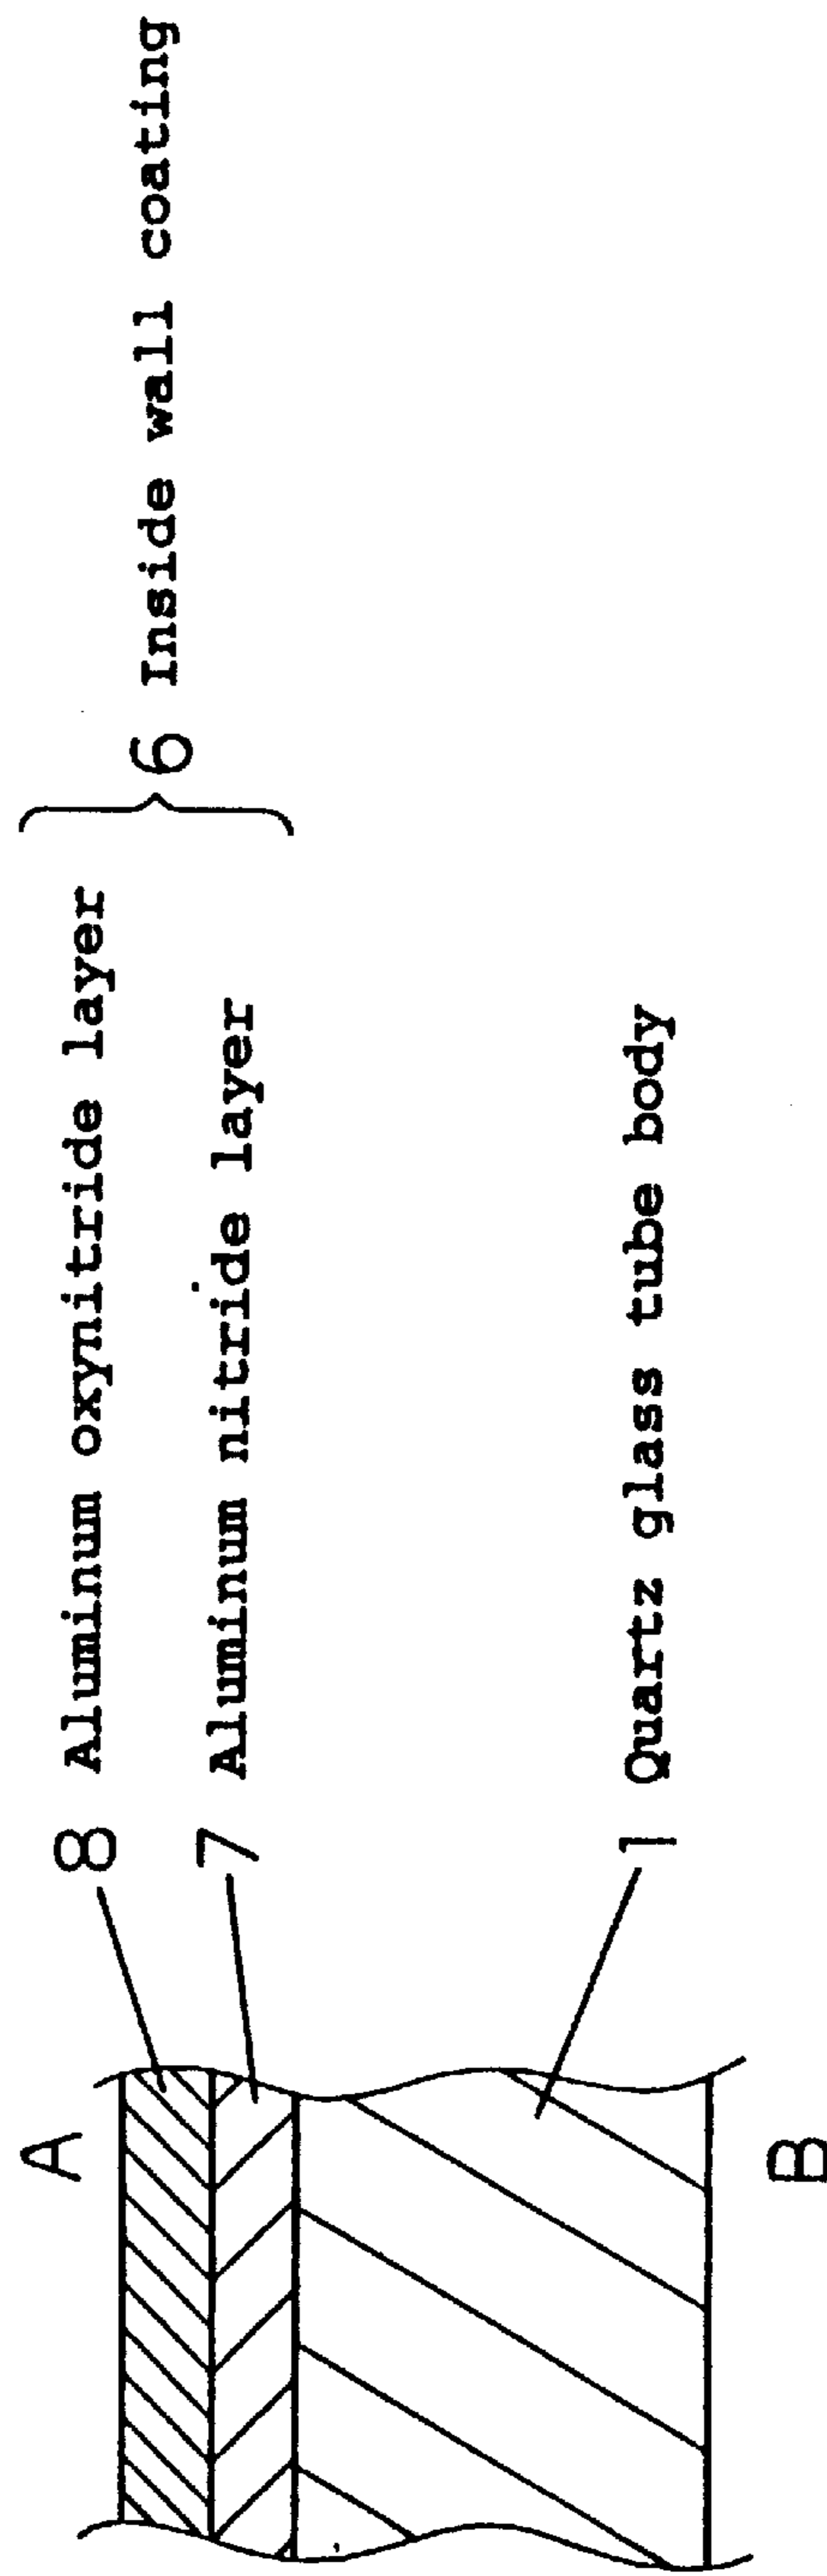 A
8 Aluminum oxynitride layer
7 Aluminum nitride layer
6 Inside wall coating
1 Quartz glass tube body
B